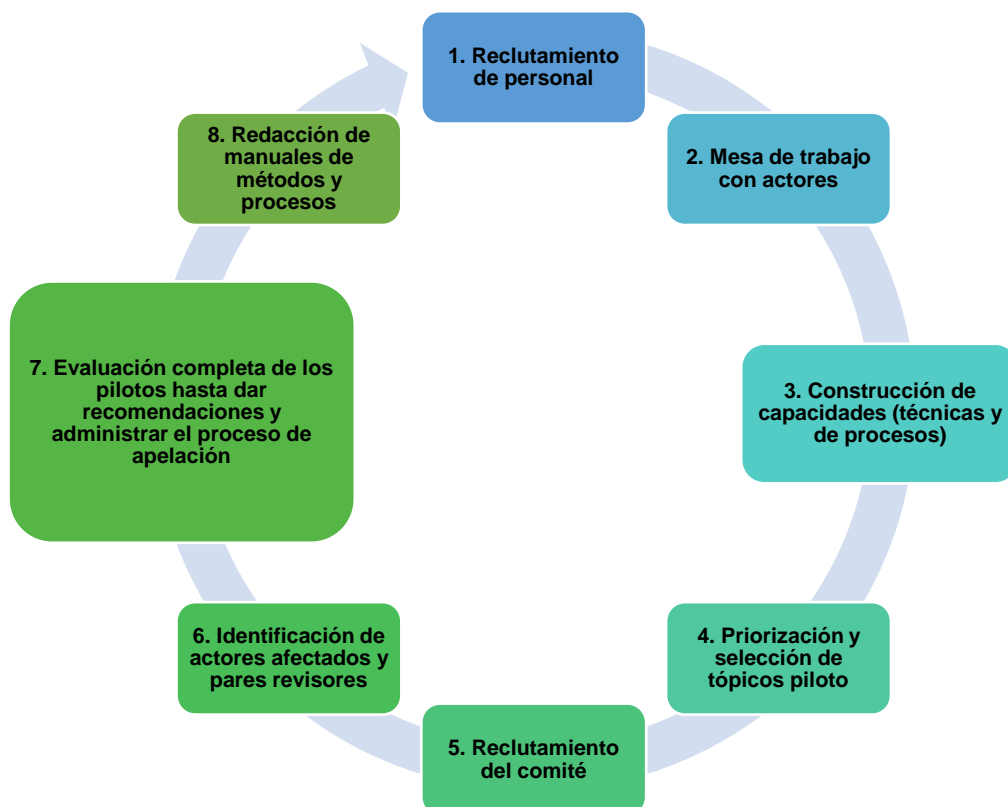 1. Reclutamiento
de personal
2. Mesa de trabajo
con actores
3. Construcción de
capacidades (técnicas y
de procesos)
4. Priorización y
selección de
tópicos piloto
5. Reclutamiento
del comité
6. Identificación de
actores afectados y
pares revisores
7. Evaluación completa de los
pilotos hasta dar
recomendaciones y
administrar el proceso de
apelación
8. Redacción de
manuales de
métodos y
procesos